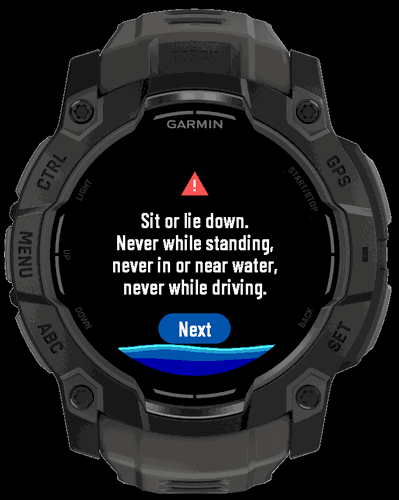 GARMIN
CTRL
LIGHT
GPS
START/STOP
Sit or lie down.
Never while standing,
never in or near water,
never while driving.
MENU
UP
Next
ABC
DOWN
SET
BACK